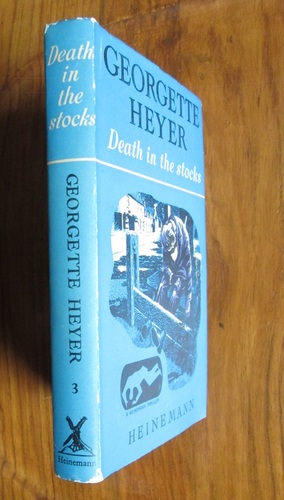 Death
in
the
stocks
GEORGETTE HEYER
3
Heinemann
GEORGETTE
HEYER
Death in the stocks
HEINEMANN